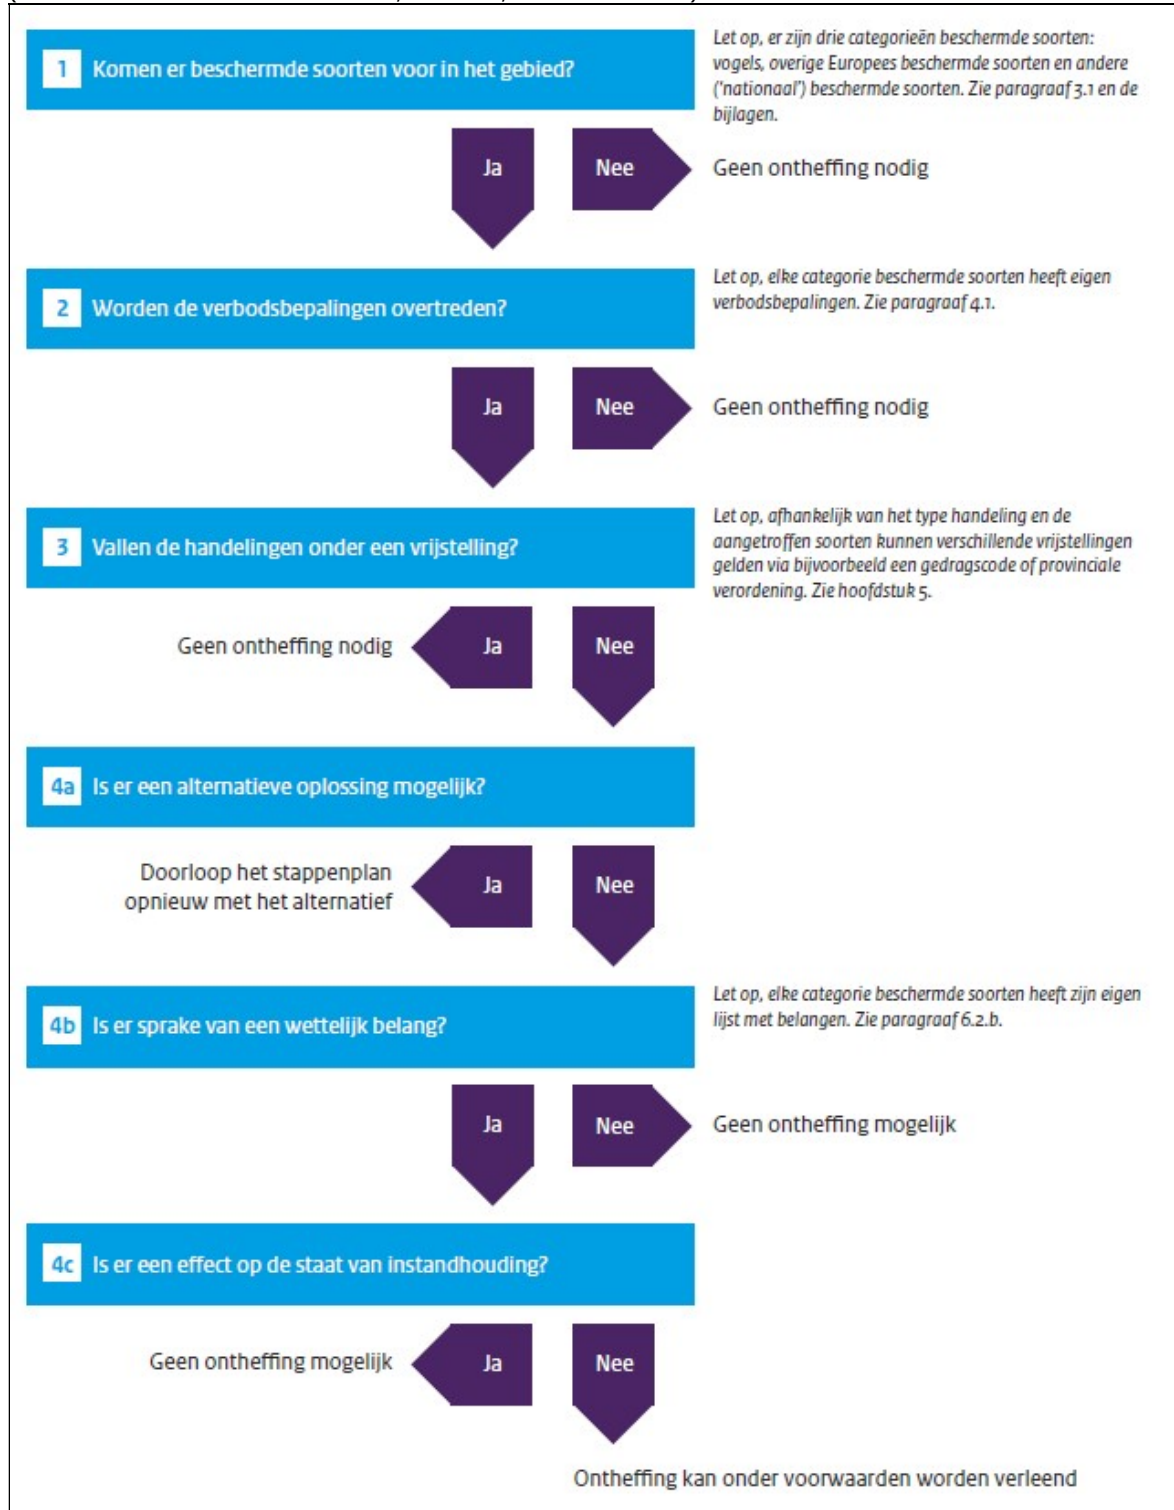 1 Komen er beschermde soorten voor in het gebied?
Let op, er zijn drie categorieën beschermde soorten:
vogels, overige Europees beschermde soorten en andere
('nationaal') beschermde soorten. Zie paragraaf 3.1 en de
bijlagen.
Ja
Nee
Geen ontheffing nodig
2 Worden de verbodsbepalingen overtreden?
Let op, elke categorie beschermde soorten heeft eigen
verbodsbepalingen. Zie paragraaf 4.1.
Ja
Nee
Geen ontheffing nodig
3 Vallen de handelingen onder een vrijstelling?
Let op, afhankelijk van het type handeling en de
aangetroffen soorten kunnen verschillende vrijstellingen
gelden via bijvoorbeeld een gedragscode of provinciale
verordening. Zie hoofdstuk 5.
Geen ontheffing nodig
Ja
Nee
4a Is er een alternatieve oplossing mogelijk?
Doorloop het stappenplan
opnieuw met het alternatief
Ja
Nee
4b Is er sprake van een wettelijk belang?
Let op, elke categorie beschermde soorten heeft zijn eigen
lijst met belangen. Zie paragraaf 6.2.b.
Ja
Nee
Geen ontheffing mogelijk
4c Is er een effect op de staat van instandhouding?
Geen ontheffing mogelijk
Ja
Nee
Ontheffing kan onder voorwaarden worden verleend